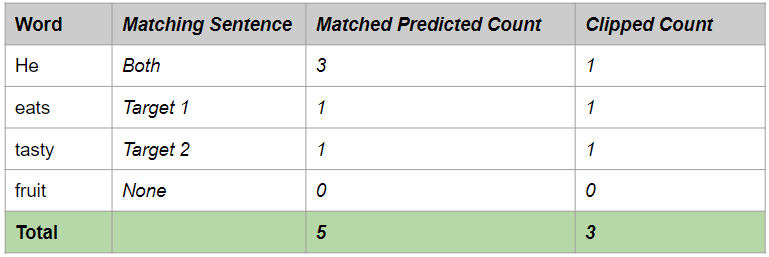 Word Matching Sentence Matched Predicted Count Clipped Count
He Both 3 1
eats Target 1 1 1
tasty Target 2 1 1
fruit None 0 0
Total 5 3